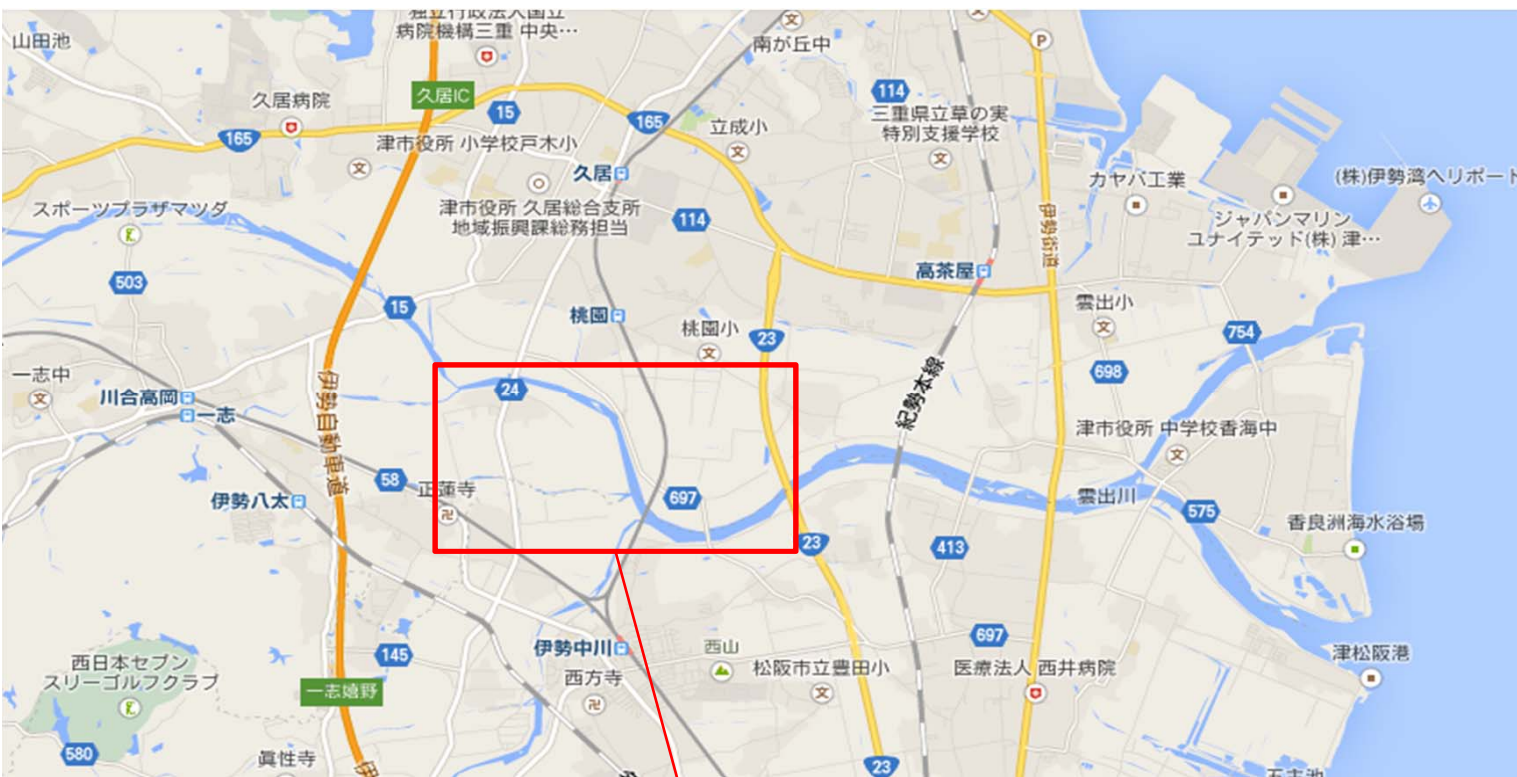 独立行政法人国立
病院機構三重 中央…
山田池
南が丘中
P
久居病院
久居IC
15
114
三重県立草の実
特別支援学校
165
165
立成小
津市役所 小学校戸木小
久居
カヤバ工業
(株)伊勢湾ヘリポート
スポーツプラザマツダ
津市役所 久居総合支所
地域振興課総務担当
114
伊勢街道
ジャパンマリン
ユナイテッド(株) 津…
高茶屋
503
15
桃園
桃園小
23
雲出小
754
一志中
川合高岡
一志
24
紀勢本線
698
伊勢自動車道
津市役所 中学校香海中
58
正蓮寺
伊勢八太
697
雲出川
575
香良洲海水浴場
23
413
697
145
伊勢中川
西山
西日本セブン
スリーゴルフクラブ
一志嬉野
西方寺
松阪市立豊田小
医療法人 西井病院
津松阪港
580
眞性寺
伊
23